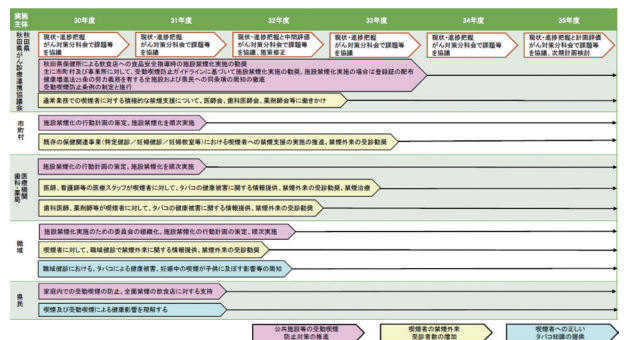 実施
主体
30年度
31年度
32年度
33年度
34年度
35年度
秋田県
秋田県がん診療連携協議会
現状・進捗把握
がん対策分科会で課題等
を協議
現状・進捗把握
がん対策分科会で課題等
を協議
現状・進捗把握と中間評価
がん対策分科会で課題等
を協議、施策修正
現状・進捗把握
がん対策分科会で課題等
を協議
現状・進捗把握
がん対策分科会で課題等
を協議
現状・進捗把握と計画評価
がん対策分科会で課題等
を協議、次期計画検討
秋田県保健所による飲食店への食品安全指導時の施設禁煙化実施の勧奨
主に市町村及び事業所に対して、受動喫煙防止ガイドラインに基づいて施設禁煙化実施の勧奨。施設禁煙化実施の場合は登録証の配布
健康増進法25条の努力義務を有する全施設および県民への同条項の周知の徹底
受動喫煙防止条例の制定と施行
通常業務での喫煙者に対する積極的な禁煙支援について、医師会、歯科医師会、薬剤師会等に働きかけ
市町村
施設禁煙化の行動計画の策定。施設禁煙化を順次実施
既存の保健関連事業(特定健診/妊婦健診/妊婦教室等)における喫煙者への禁煙支援の実施の推進、禁煙外来の受診勧奨
医療機関
歯科・薬局
施設禁煙化の行動計画の策定。施設禁煙化を順次実施
医師、看護師等の医療スタッフが喫煙者に対して、タバコの健康被害に関する情報提供、禁煙外来の受診勧奨、禁煙治療
歯科医師、薬剤師等が喫煙者に対して、タバコの健康被害に関する情報提供、禁煙外来の受診勧奨
職域
施設禁煙化実施のための委員会の組織化。施設禁煙化の行動計画の策定、順次実施
喫煙者に対して、職域健診で禁煙外来に関する情報提供、禁煙外来の受診勧奨
職域健診における、タバコによる健康被害、妊娠中の喫煙が子供に及ぼす影響等の周知
県民
家庭内での受動喫煙の防止、全面禁煙の飲食店に対する支持
喫煙及び受動喫煙による健康影響を理解する
公共施設等の受動喫煙
防止対策の推進
喫煙者の禁煙外来
受診者数の増加
喫煙者への正しい
タバコ知識の提供